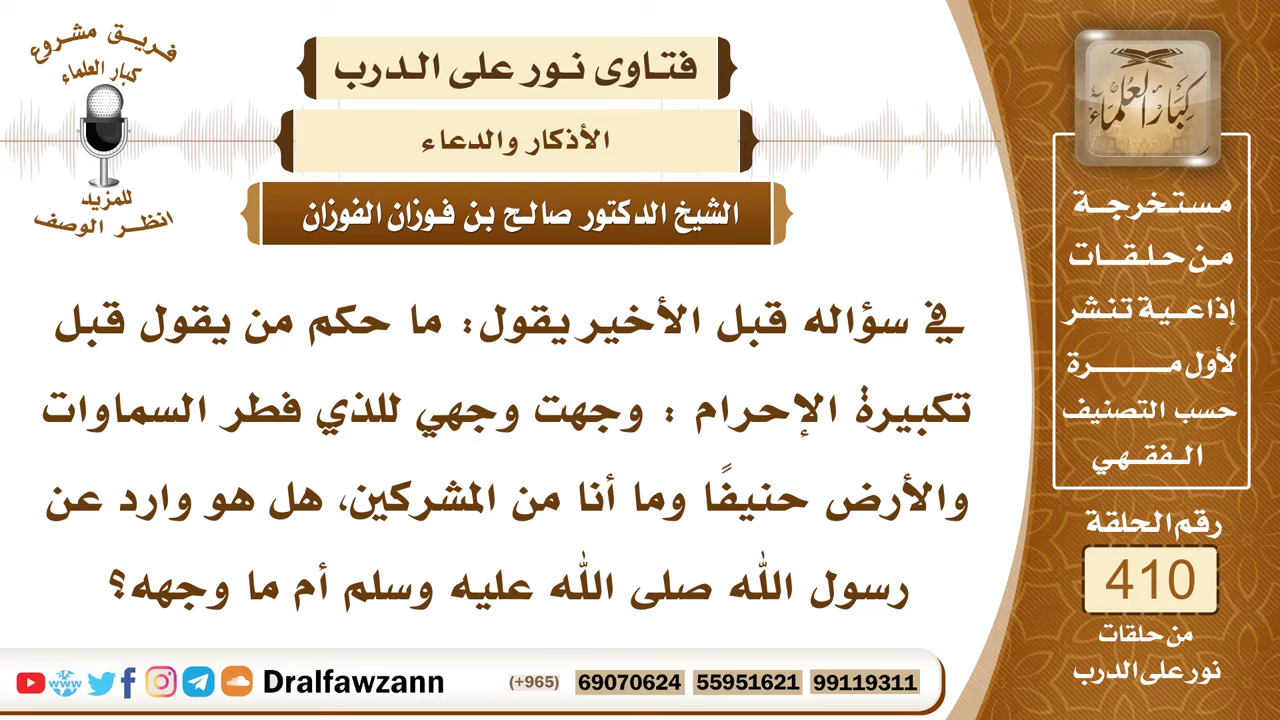 فريق مشروع
كبار العلماء
للمزيد
انظر الوصف
فتاوى نور على الدرب
الأذكار والدعاء
الشيخ الدكتور صالح بن فوزان الفوزان
في سؤاله قبل الأخير يقول: ما حكم من يقول قبل
تكبيرة الإحرام : وجهت وجهي للذي فطر السماوات
والأرض حنيفًا وما أنا من المشركين، هل هو وارد عن
رسول الله صلى الله عليه وسلم أم ما وجهه؟
كبار العلماء
مستخرجة
من حلقات
إذاعية تنشر
لأول مرة
حسب التصنيف
الفقهي
رقم الحلقة
410
من حلقات
نور على الدرب
www Dralfawzann (+965) 69070624 55951621 99119311